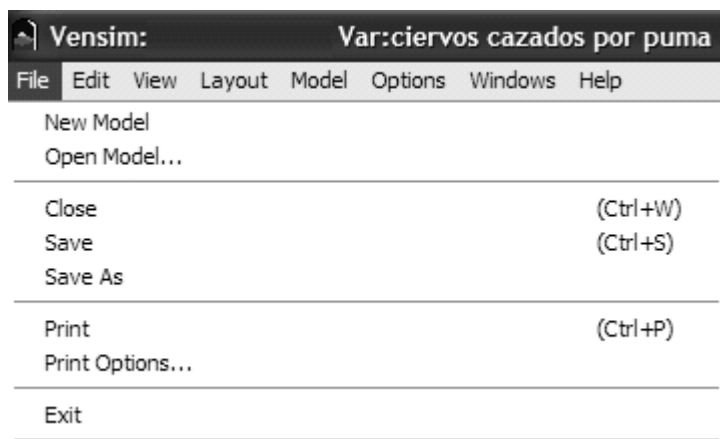 Vensim: Var:ciervos cazados por puma
File Edit View Layout Model Options Windows Help
New Model
Open Model...
Close (Ctrl+W)
Save (Ctrl+S)
Save As
Print (Ctrl+P)
Print Options...
Exit